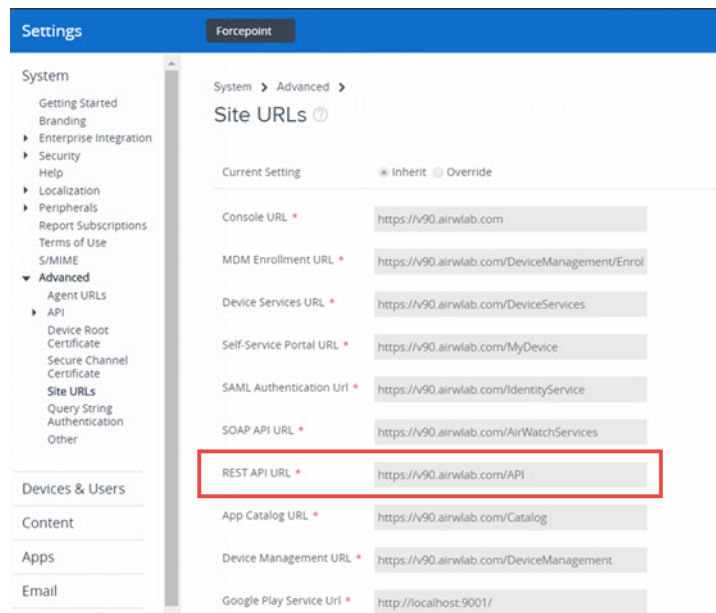 Settings
Forcepoint
System
Getting Started
Branding
Enterprise Integration
Security
Help
Localization
Peripherals
Report Subscriptions
Terms of Use
S/MIME
Advanced
Agent URLs
API
Device Root
Certificate
Secure Channel
Certificate
Site URLs
Query String
Authentication
Other
Devices & Users
Content
Apps
Email
System > Advanced >
Site URLs ?
Current Setting Inherit Override
Console URL * https://v90.airwlab.com
MDM Enrollment URL * https://v90.airwlab.com/DeviceManagement/Enrol
Device Services URL * https://v90.airwlab.com/DeviceServices
Self-Service Portal URL * https://v90.airwlab.com/MyDevice
SAML Authentication Url * https://v90.airwlab.com/IdentityService
SOAP API URL * https://v90.airwlab.com/AirWatchServices
REST API URL * https://v90.airwlab.com/API
App Catalog URL * https://v90.airwlab.com/Catalog
Device Management URL * https://v90.airwlab.com/DeviceManagement
Google Play Service Url * http://localhost:9001/